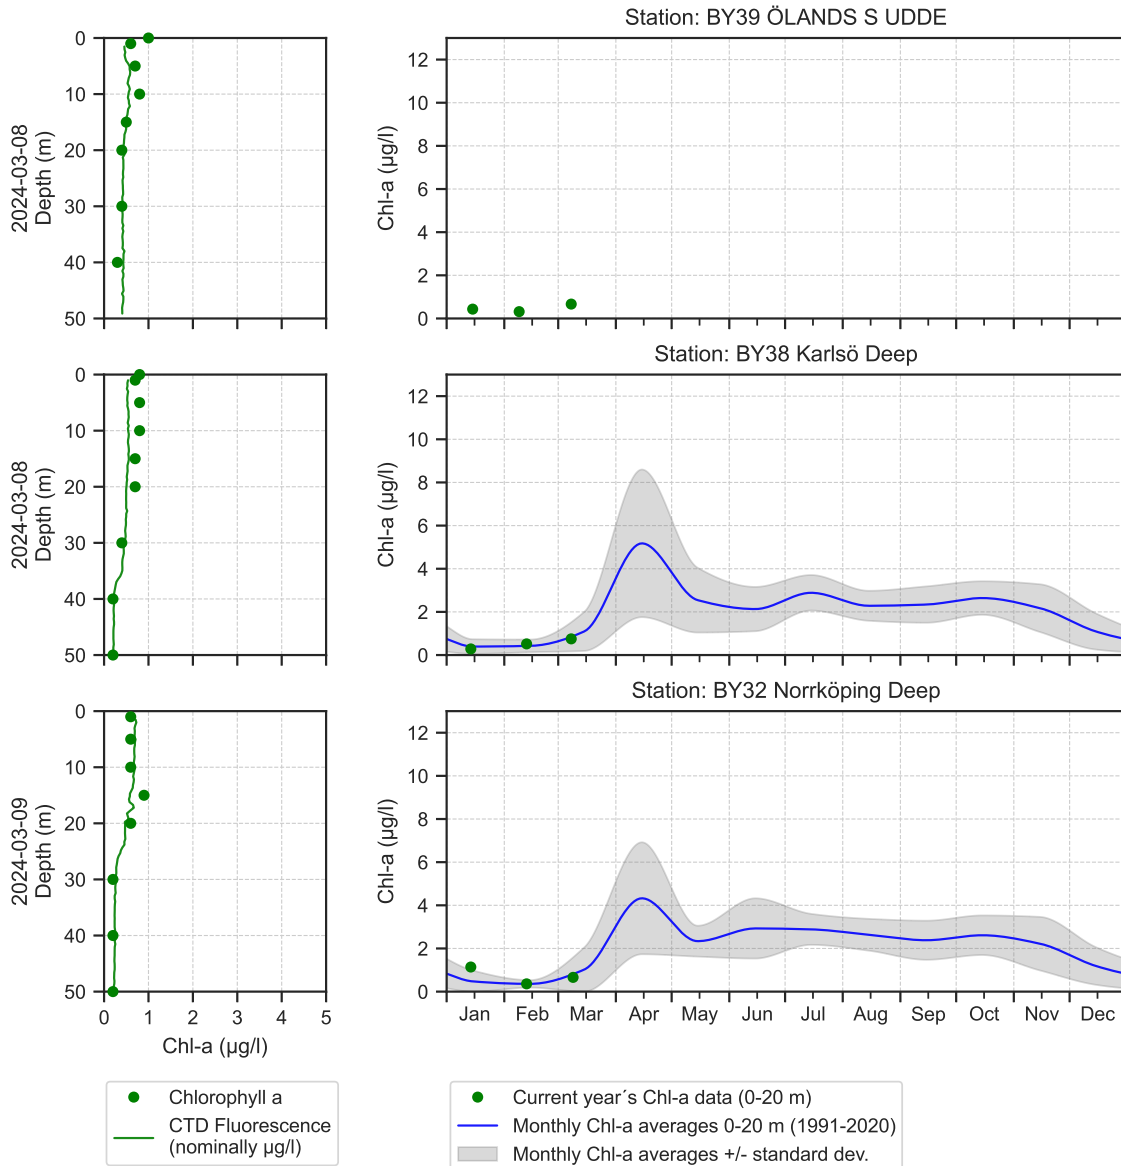 Station: BY39 ÖLANDS S UDDE
0
10
20
30
40
50
2024-03-08
Depth (m)
12
10
8
6
4
2
0
Chl-a (µg/l)
Station: BY38 Karlsö Deep
0
10
20
30
40
50
2024-03-08
Depth (m)
12
10
8
6
4
2
0
Chl-a (µg/l)
Station: BY32 Norrköping Deep
0
10
20
30
40
50
2024-03-09
Depth (m)
0 1 2 3 4 5
Chl-a (µg/l)
12
10
8
6
4
2
0
Chl-a (µg/l)
Jan Feb Mar Apr May Jun Jul Aug Sep Oct Nov Dec
Chlorophyll a
CTD Fluorescence
(nominally µg/l)
Current year´s Chl-a data (0-20 m)
Monthly Chl-a averages 0-20 m (1991-2020)
Monthly Chl-a averages +/- standard dev.